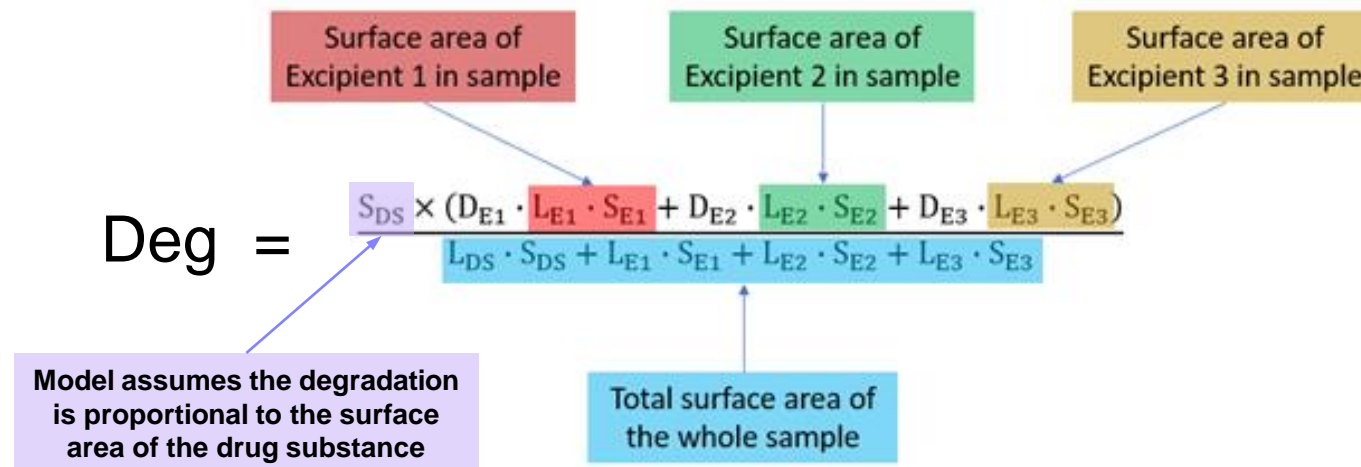 Surface area of
Excipient 1 in sample
Surface area of
Excipient 2 in sample
Surface area of
Excipient 3 in sample
Deg =
S_DS × (D_E1 · L_E1 · S_E1 + D_E2 · L_E2 · S_E2 + D_E3 · L_E3 · S_E3)
L_DS · S_DS + L_E1 · S_E1 + L_E2 · S_E2 + L_E3 · S_E3
Model assumes the degradation
is proportional to the surface
area of the drug substance
Total surface area of
the whole sample